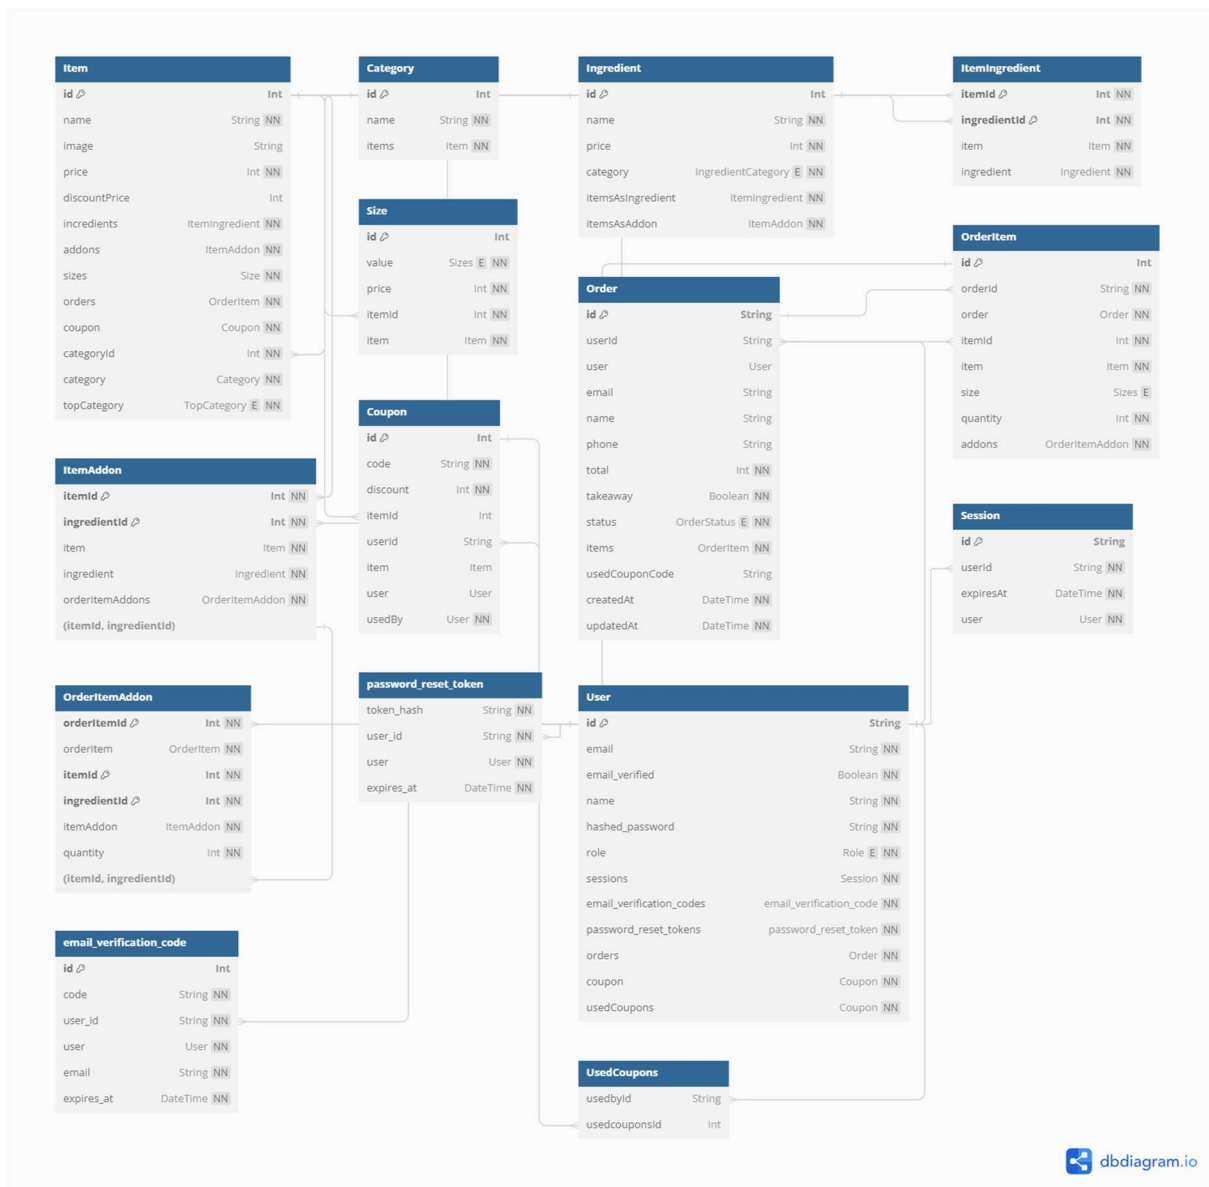 Item
id Int
name String NN
image String
price Int NN
discountPrice Int
incredients ItemIngredient NN
addons ItemAddon NN
sizes Size NN
orders OrderItem NN
coupon Coupon NN
categoryId Int NN
category Category NN
topCategory TopCategory E NN
Category
id Int
name String NN
items Item NN
Ingredient
id Int
name String NN
price Int NN
category IngredientCategory E NN
itemsAsIngredient ItemIngredient NN
itemsAsAddon ItemAddon NN
ItemIngredient
itemId Int NN
ingredientId Int NN
item Item NN
ingredient Ingredient NN
Size
id Int
value Sizes E NN
price Int NN
itemId Int NN
item Item NN
OrderItem
id Int
orderId String NN
order Order NN
itemId Int NN
item Item NN
size Sizes E
quantity Int NN
addons OrderItemAddon NN
Order
id String
userId String
user User
email String
name String
phone String
total Int NN
takeaway Boolean NN
status OrderStatus E NN
items OrderItem NN
usedCouponCode String
createdAt DateTime NN
updatedAt DateTime NN
Coupon
id Int
code String NN
discount Int NN
itemId Int
userId String
item Item
user User
usedBy User NN
ItemAddon
itemId Int NN
ingredientId Int NN
item Item NN
ingredient Ingredient NN
orderItemAddons OrderItemAddon NN
(itemId, ingredientId)
Session
id String
userId String NN
expiresAt DateTime NN
user User NN
OrderItemAddon
orderItemId Int NN
orderItem OrderItem NN
itemId Int NN
ingredientId Int NN
itemAddon ItemAddon NN
quantity Int NN
(itemId, ingredientId)
password_reset_token
token_hash String NN
user_id String NN
user User NN
expires_at DateTime NN
User
id String
email String NN
email_verified Boolean NN
name String NN
hashed_password String NN
role Role E NN
sessions Session NN
email_verification_codes email_verification_code NN
password_reset_tokens password_reset_token NN
orders Order NN
coupon Coupon NN
usedCoupons Coupon NN
email_verification_code
id Int
code String NN
user_id String NN
user User NN
email String NN
expires_at DateTime NN
UsedCoupons
usedbyId String
usedcouponsId Int
dbdiagram.io